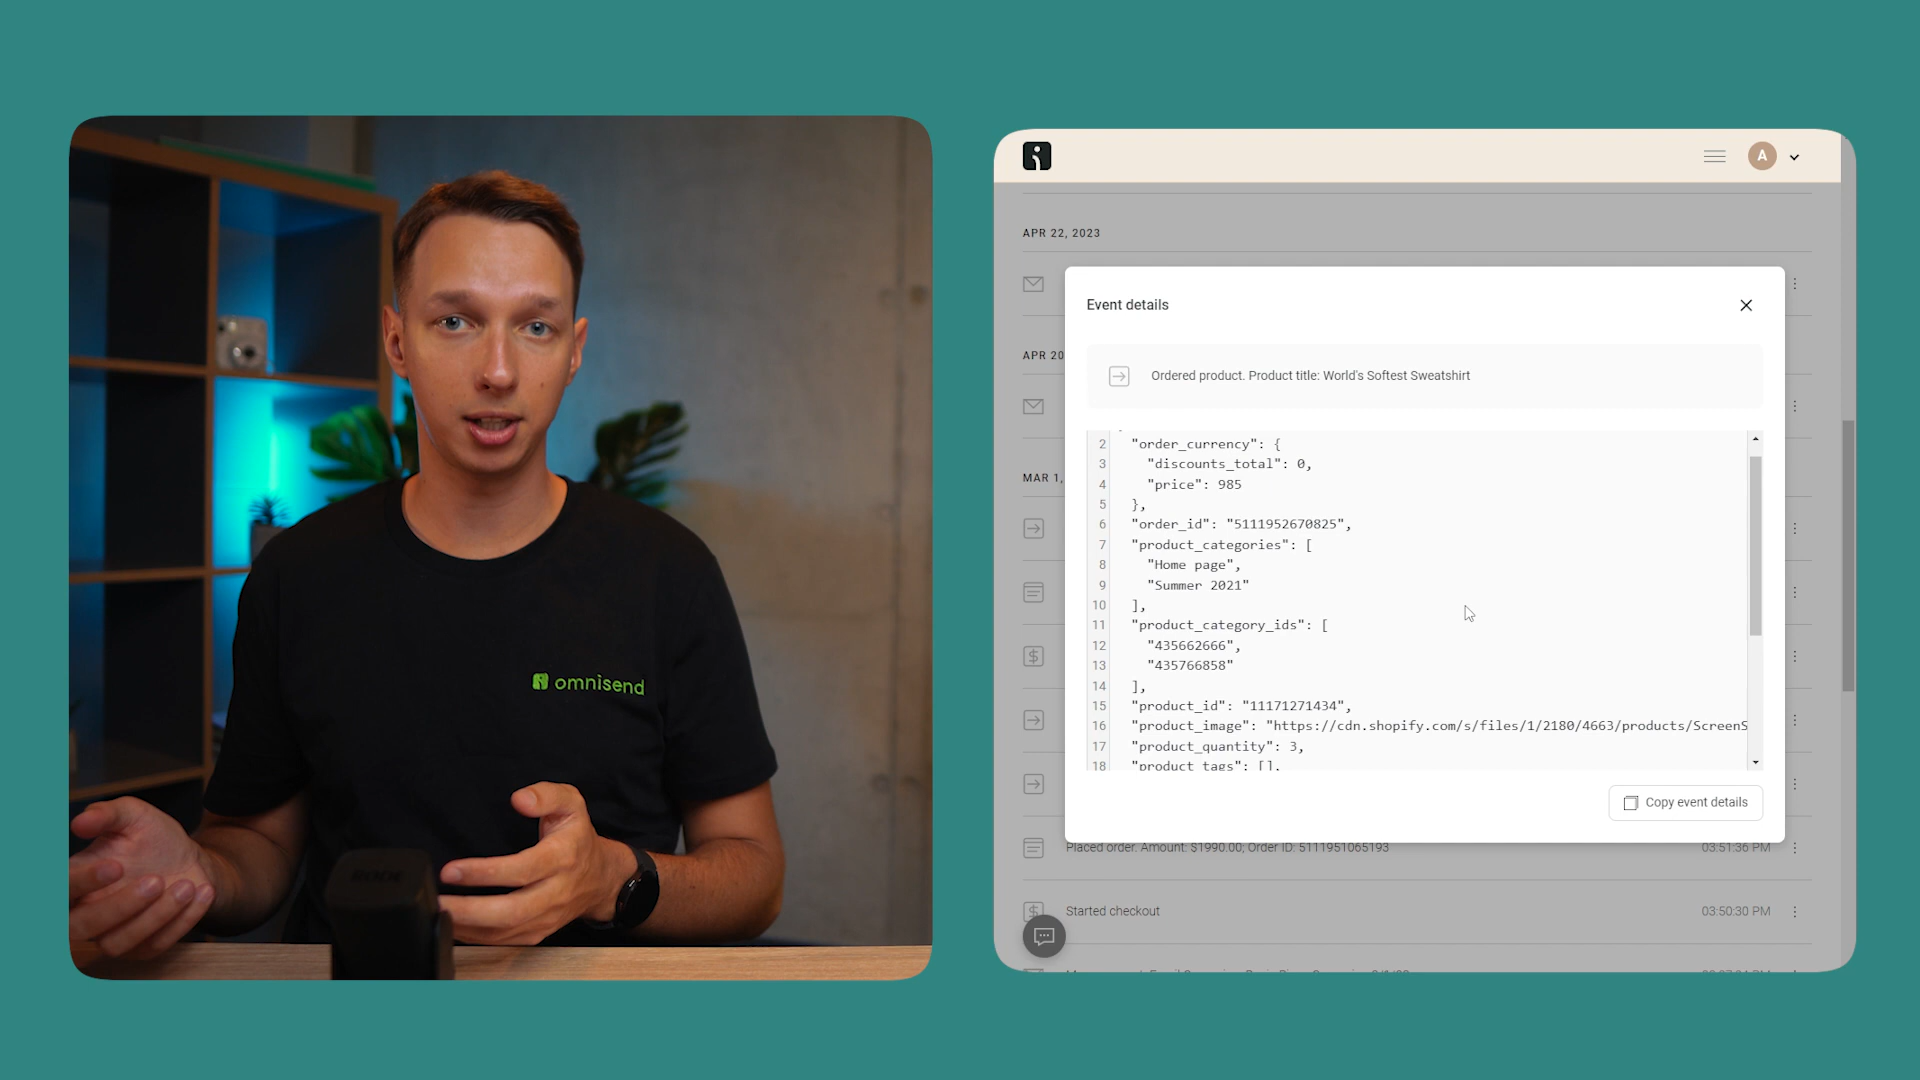 omnisend
A
APR 22, 2023
Event details
APR 20
Ordered product. Product title: World's Softest Sweatshirt
MAR 1,
2 "order_currency": {
3 "discounts_total": 0,
4 "price": 985
5 },
6 "order_id": "5111952670825",
7 "product_categories": [
8 "Home page",
9 "Summer 2021"
10 ],
11 "product_category_ids": [
12 "435662666",
13 "435766858"
14 ],
15 "product_id": "11171271434",
16 "product_image": "https://cdn.shopify.com/s/files/1/2180/4663/products/ScreenS
17 "product_quantity": 3,
18 "product_tags": [],
Copy event details
Placed order. Amount: $1990.00; Order ID: 5111951065193 03:51:36 PM
Started checkout 03:50:30 PM